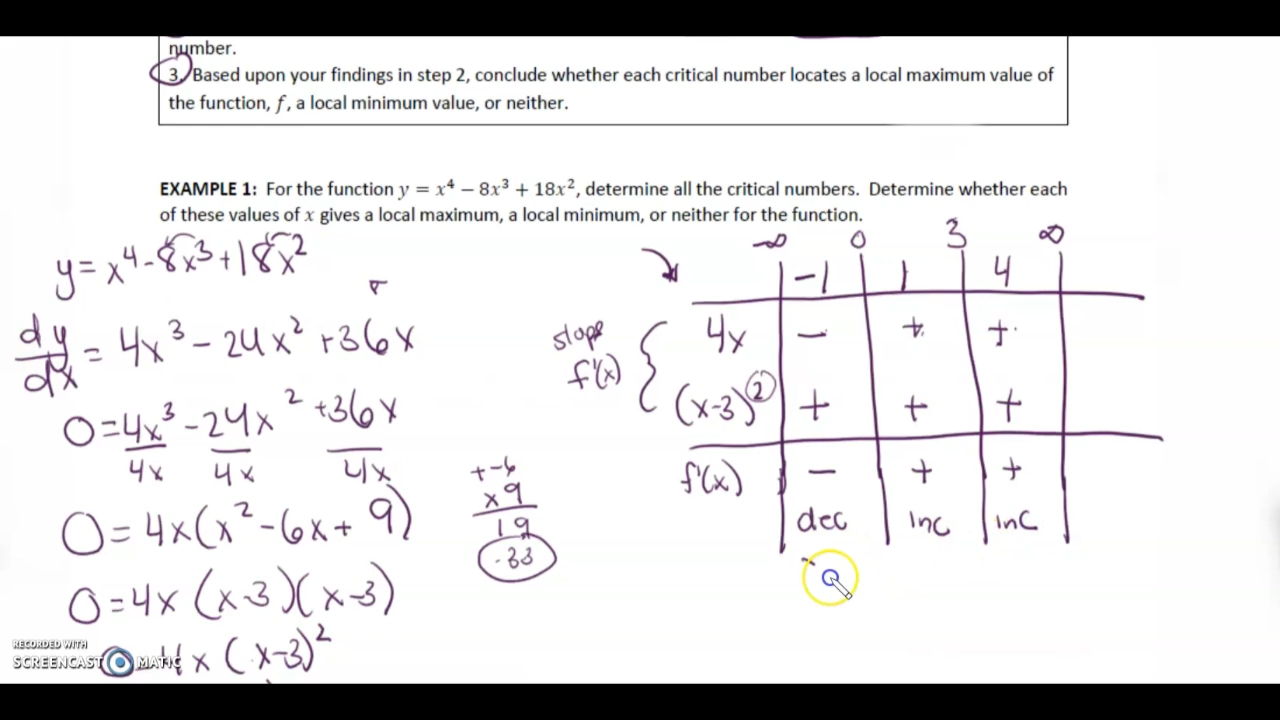 number.
3. Based upon your findings in step 2, conclude whether each critical number locates a local maximum value of
the function, f, a local minimum value, or neither.
EXAMPLE 1: For the function y = x⁴ − 8x³ + 18x², determine all the critical numbers. Determine whether each
of these values of x gives a local maximum, a local minimum, or neither for the function.
y = x⁴ - 8x³ + 18x²
dy/dx = 4x³ - 24x² + 36x
0 = 4x³ - 24x² + 36x
4x 4x 4x
0 = 4x(x² - 6x + 9)
0 = 4x (x-3)(x-3)
4x (x-3)²
+ -6
x 9
19
-33
-∞ 0 3 ∞
-1 1 4
slope
f'(x)
4x - + +
(x-3)² + + +
f'(x) - + +
dec inc inc
RECORDED WITH
SCREENCAST MATIC